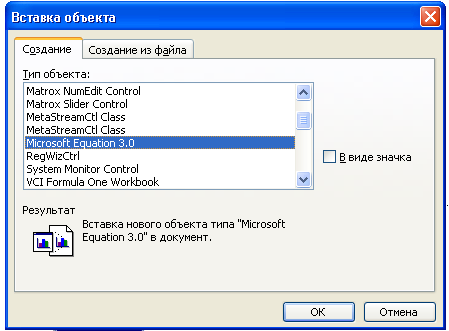 Вставка объекта
Создание
Создание из файла
Тип объекта:
Matrox NumEdit Control
Matrox Slider Control
MetaStreamCtl Class
MetaStreamCtl Class
Microsoft Equation 3.0
RegWizCtrl
System Monitor Control
VCI Formula One Workbook
В виде значка
Результат
Вставка нового объекта типа "Microsoft
Equation 3.0" в документ.
OK
Отмена